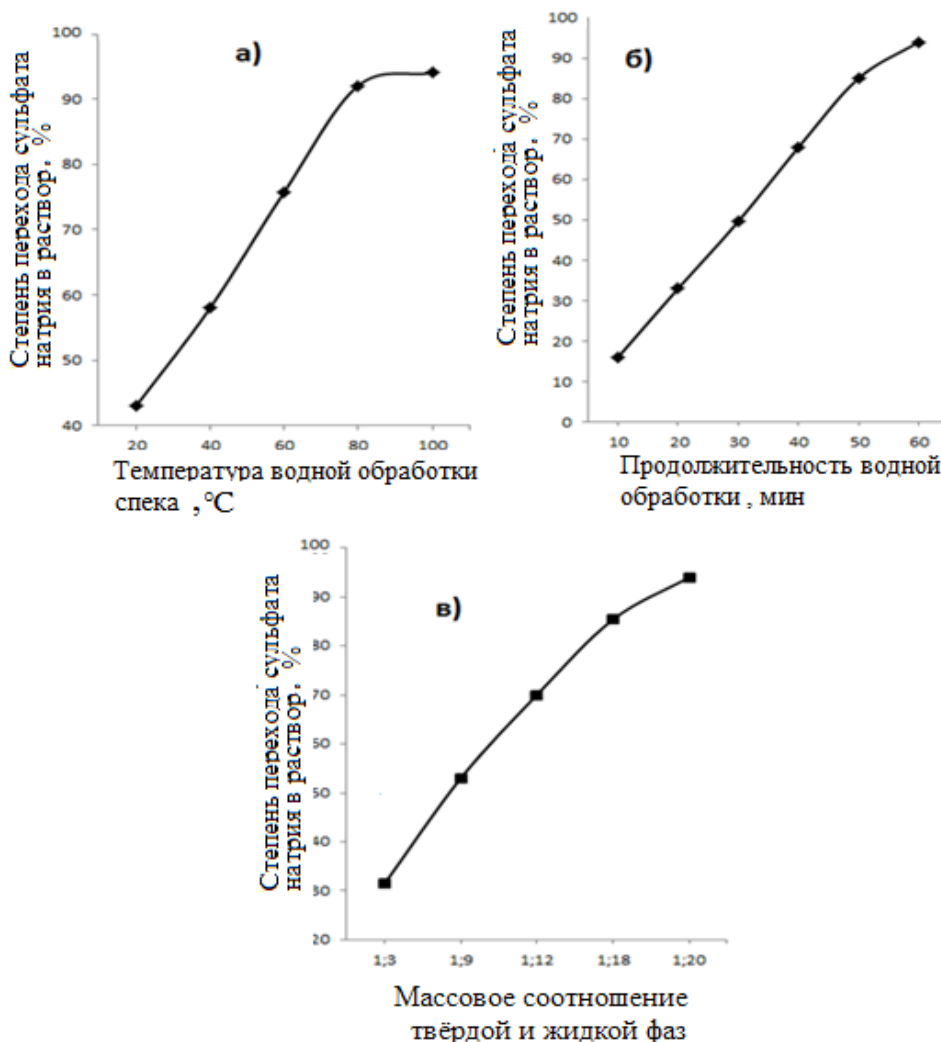 а)
Степень перехода сульфата
натрия в раствор. %
100
90
80
70
60
50
40
20 40 60 80 100
Температура водной обработки
спека ,°С
б)
Степень перехода сульфата
натрия в раствор. %
100
90
80
70
60
50
40
30
20
10
0
10 20 30 40 50 60
Продолжительность водной
обработки , мин
в)
Степень перехода сульфата
натрия в раствор. %
100
90
80
70
60
50
40
30
20
1;3 1;9 1;12 1;18 1;20
Массовое соотношение
твёрдой и жидкой фаз